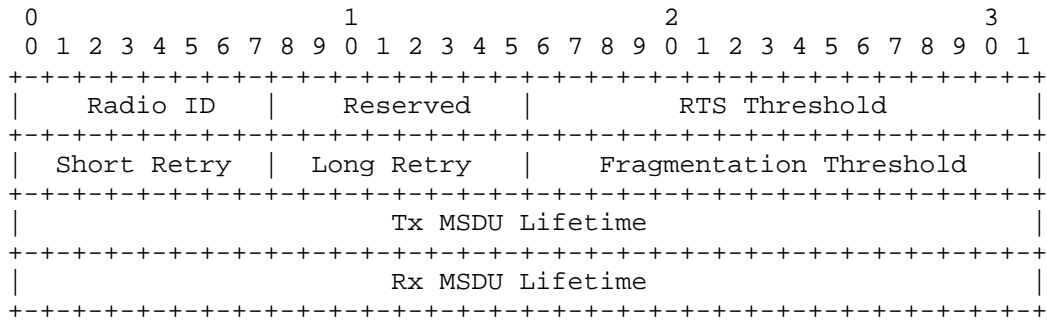 0                   1                   2                   3
 0 1 2 3 4 5 6 7 8 9 0 1 2 3 4 5 6 7 8 9 0 1 2 3 4 5 6 7 8 9 0 1
+-+-+-+-+-+-+-+-+-+-+-+-+-+-+-+-+-+-+-+-+-+-+-+-+-+-+-+-+-+-+-+-+
|    Radio ID   |    Reserved   |         RTS Threshold         |
+-+-+-+-+-+-+-+-+-+-+-+-+-+-+-+-+-+-+-+-+-+-+-+-+-+-+-+-+-+-+-+-+
|  Short Retry  |  Long Retry   |    Fragmentation Threshold    |
+-+-+-+-+-+-+-+-+-+-+-+-+-+-+-+-+-+-+-+-+-+-+-+-+-+-+-+-+-+-+-+-+
|                       Tx MSDU Lifetime                        |
+-+-+-+-+-+-+-+-+-+-+-+-+-+-+-+-+-+-+-+-+-+-+-+-+-+-+-+-+-+-+-+-+
|                       Rx MSDU Lifetime                        |
+-+-+-+-+-+-+-+-+-+-+-+-+-+-+-+-+-+-+-+-+-+-+-+-+-+-+-+-+-+-+-+-+